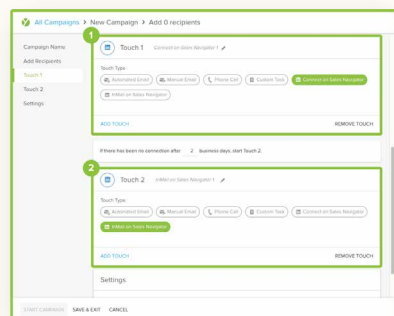 All Campaigns > New Campaign > Add 0 recipients
Campaign Name
Add Recipients
Touch 1
Touch 2
Settings
1
Touch 1 Connect on Sales Navigator 1
Touch Type
Automated Email Manual Email Phone Call Custom Task Connect on Sales Navigator
InMail on Sales Navigator
ADD TOUCH REMOVE TOUCH
If there has been no connection after 2 business days, start Touch 2.
2
Touch 2 InMail on Sales Navigator 1
Touch Type
Automated Email Manual Email Phone Call Custom Task Connect on Sales Navigator
InMail on Sales Navigator
ADD TOUCH REMOVE TOUCH
Settings
START CAMPAIGN SAVE & EXIT CANCEL